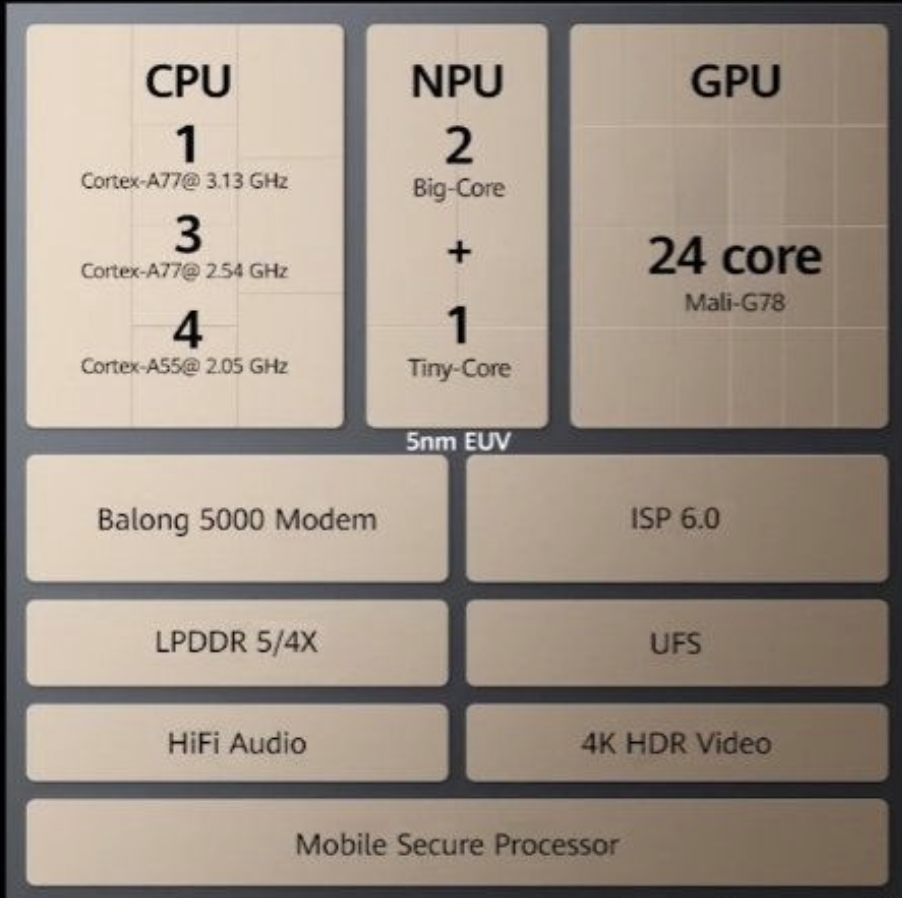 CPU
1
Cortex-A77@ 3.13 GHz
3
Cortex-A77@ 2.54 GHz
4
Cortex-A55@ 2.05 GHz
NPU
2
Big-Core
+
1
Tiny-Core
GPU
24 core
Mali-G78
5nm EUV
Balong 5000 Modem
ISP 6.0
LPDDR 5/4X
UFS
HiFi Audio
4K HDR Video
Mobile Secure Processor